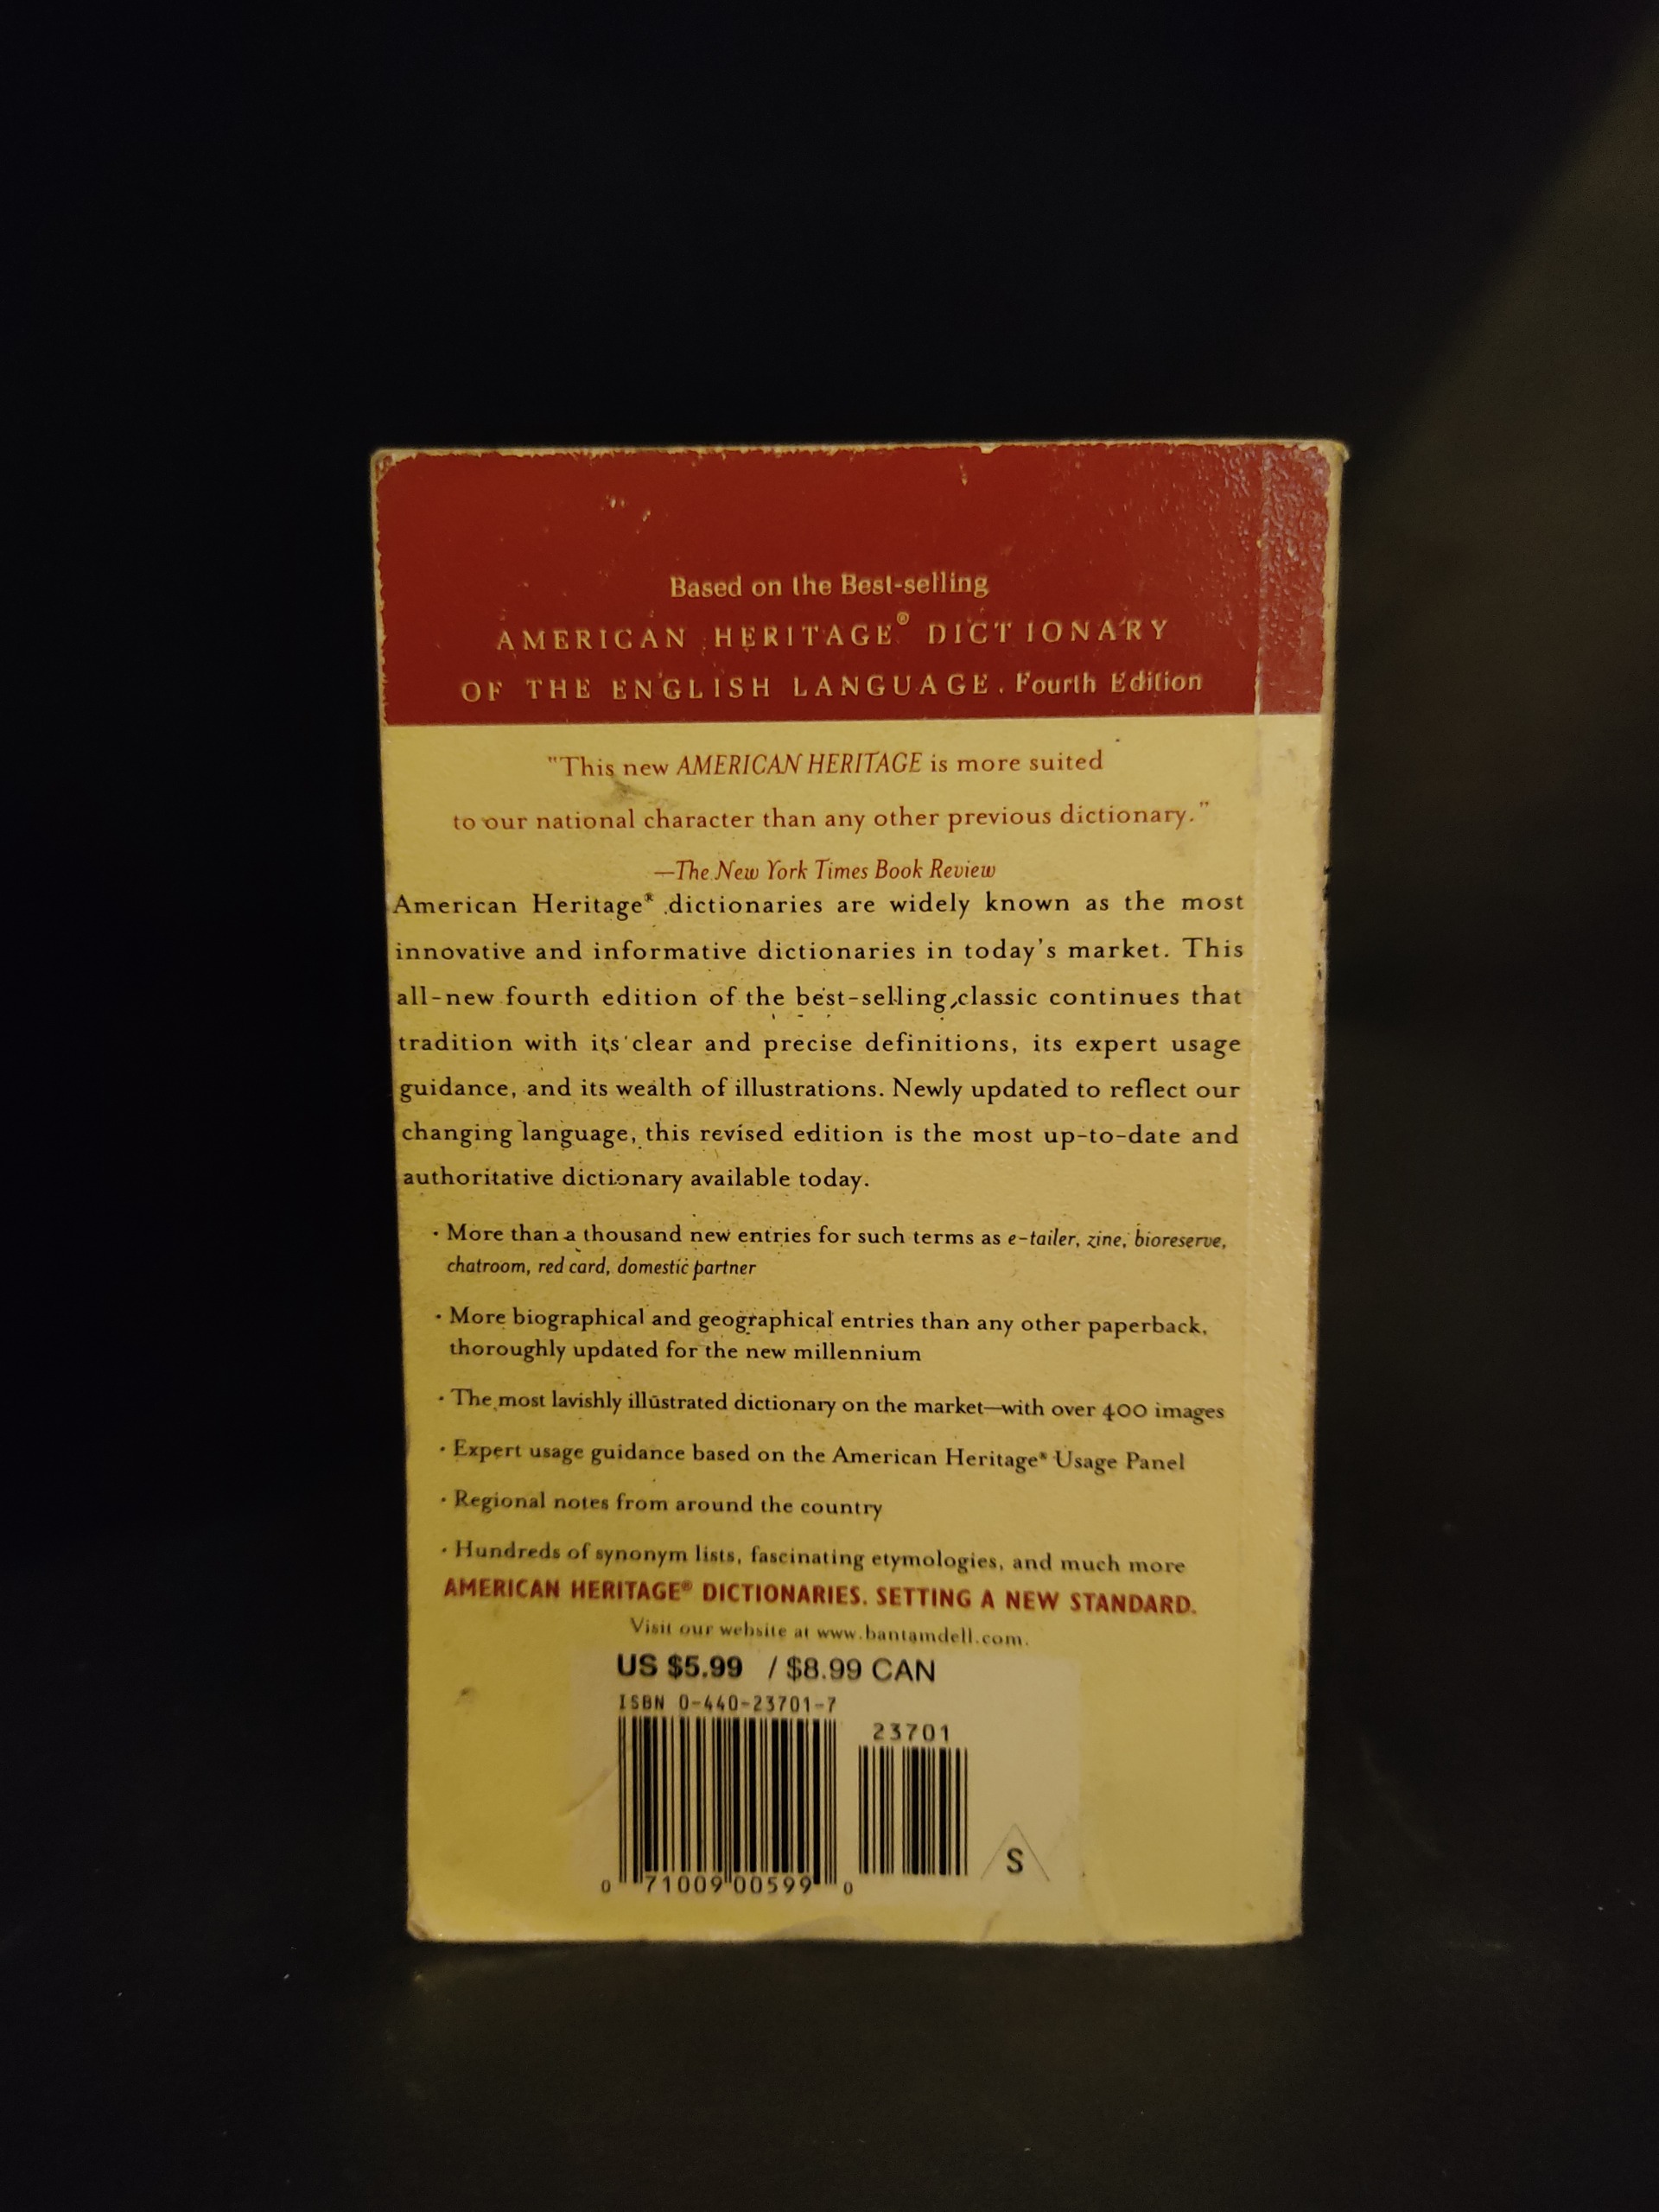 Based on the Best-selling
AMERICAN HERITAGE® DICTIONARY
OF THE ENGLISH LANGUAGE, Fourth Edition
"This new AMERICAN HERITAGE is more suited
to our national character than any other previous dictionary."
—The New York Times Book Review
American Heritage® dictionaries are widely known as the most
innovative and informative dictionaries in today's market. This
all-new fourth edition of the best-selling classic continues that
tradition with its clear and precise definitions, its expert usage
guidance, and its wealth of illustrations. Newly updated to reflect our
changing language, this revised edition is the most up-to-date and
authoritative dictionary available today.
· More than a thousand new entries for such terms as e-tailer, zine, bioreserve,
chatroom, red card, domestic partner
· More biographical and geographical entries than any other paperback,
thoroughly updated for the new millennium
· The most lavishly illustrated dictionary on the market—with over 400 images
· Expert usage guidance based on the American Heritage® Usage Panel
· Regional notes from around the country
· Hundreds of synonym lists, fascinating etymologies, and much more
AMERICAN HERITAGE® DICTIONARIES. SETTING A NEW STANDARD.
Visit our website at www.bantamdell.com.
US $5.99 / $8.99 CAN
ISBN 0-440-23701-7
23701
S
0 71009 00599 0